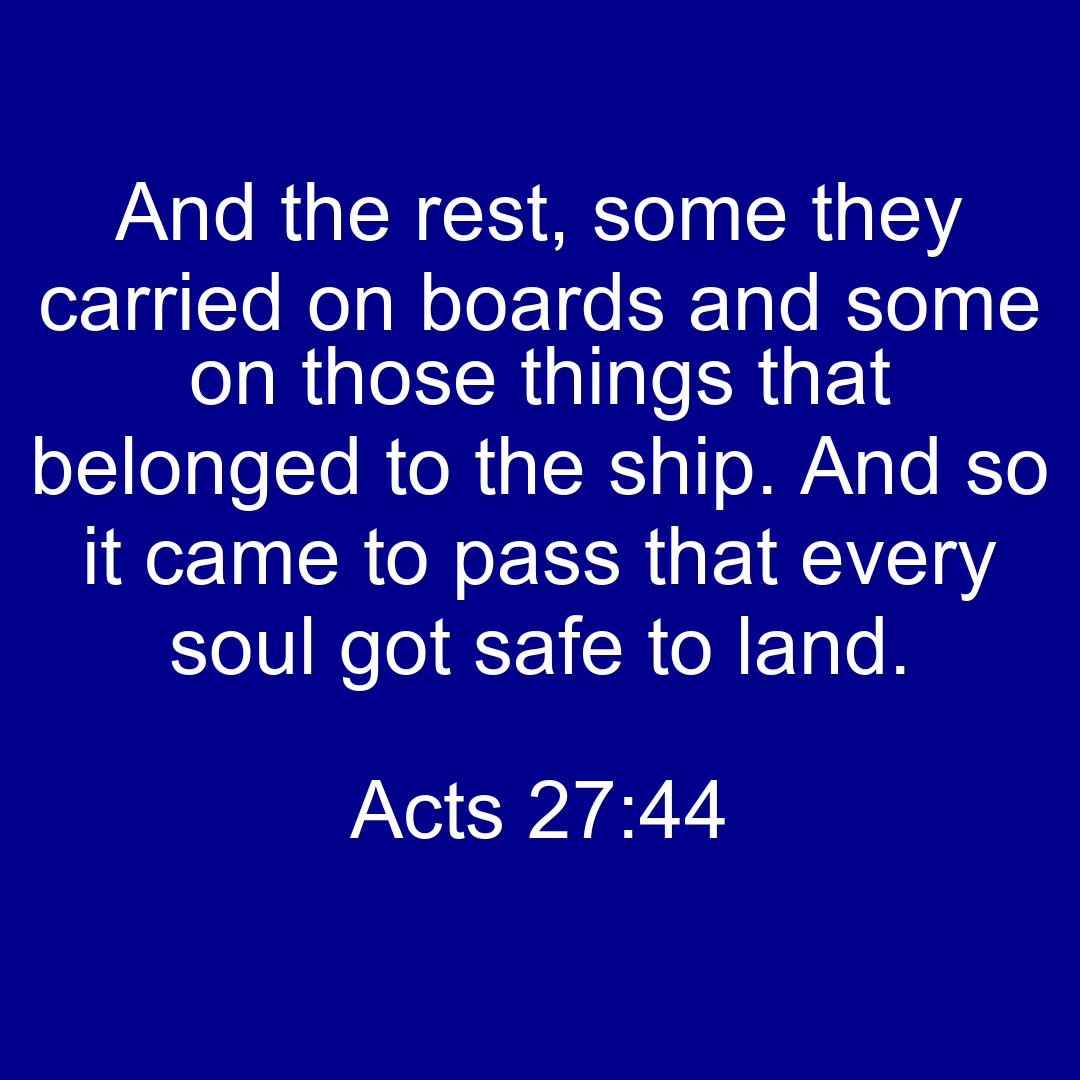 And the rest, some they
carried on boards and some
on those things that
belonged to the ship. And so
it came to pass that every
soul got safe to land.
Acts 27:44